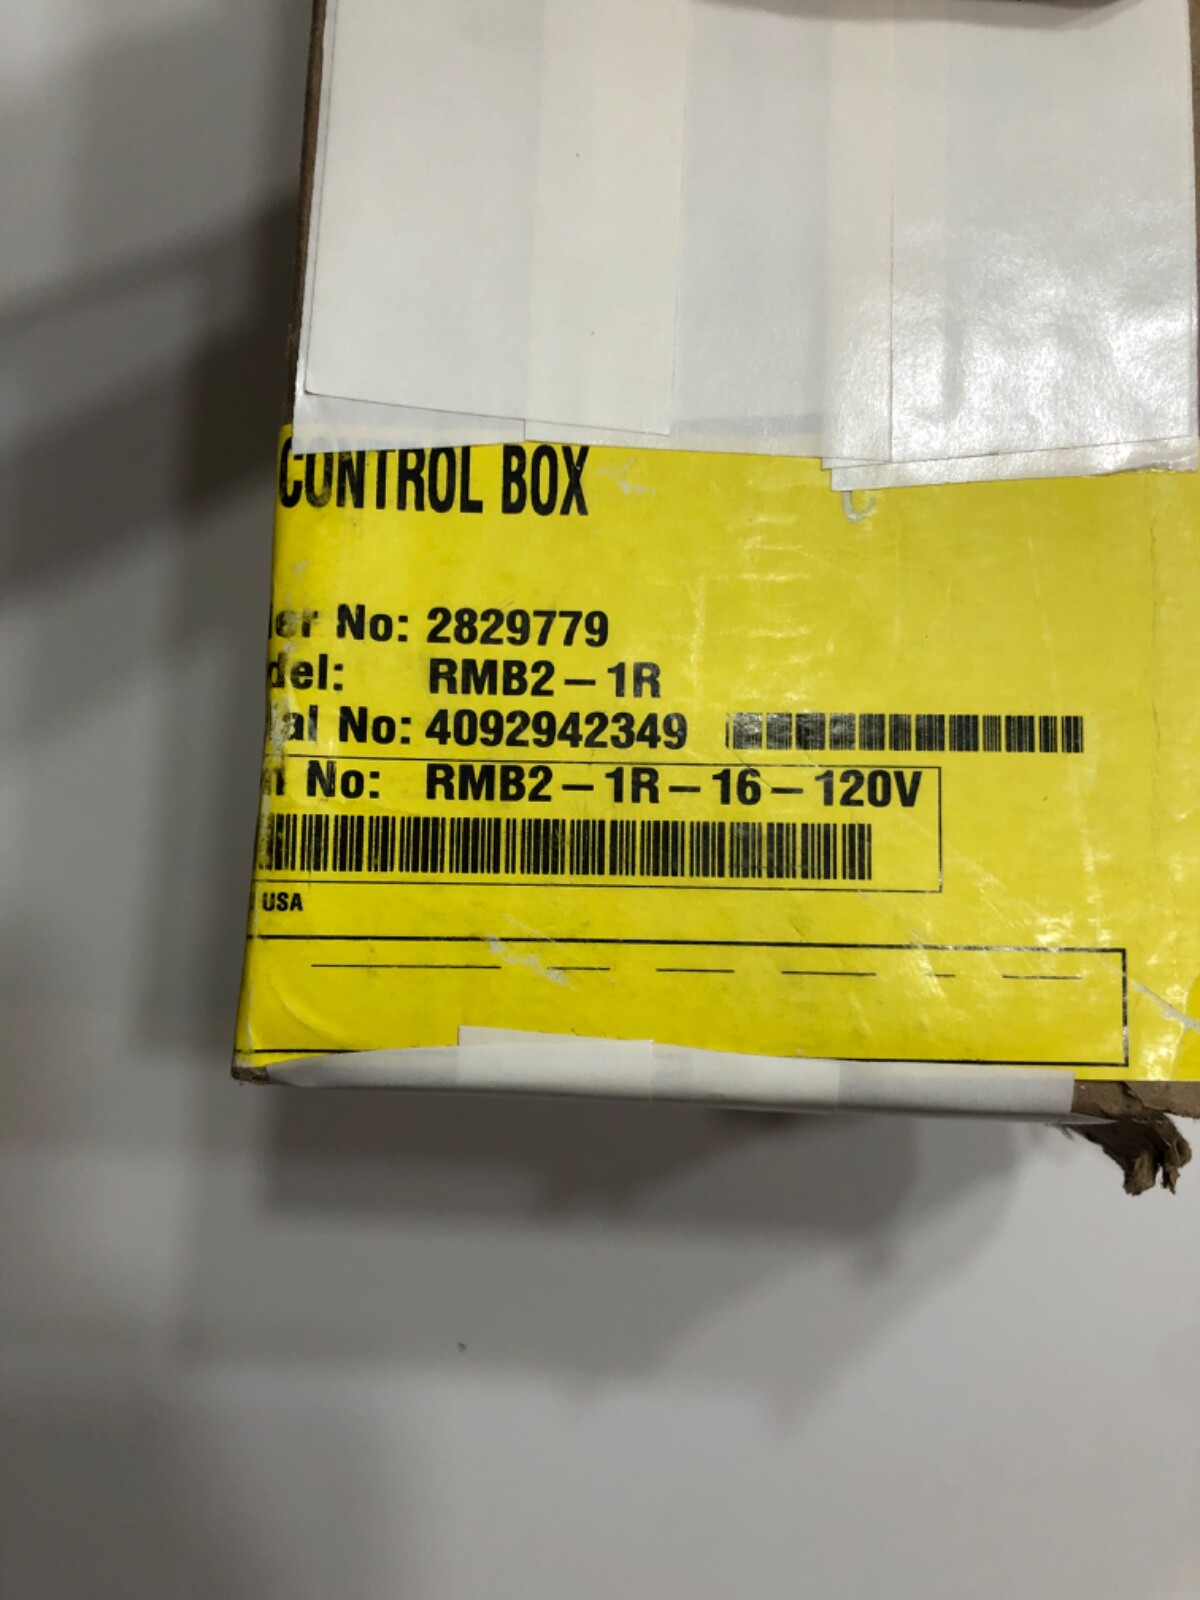 CONTROL BOX
er No: 2829779
del: RMB2-1R
al No: 4092942349
No: RMB2-1R-16-120V
USA